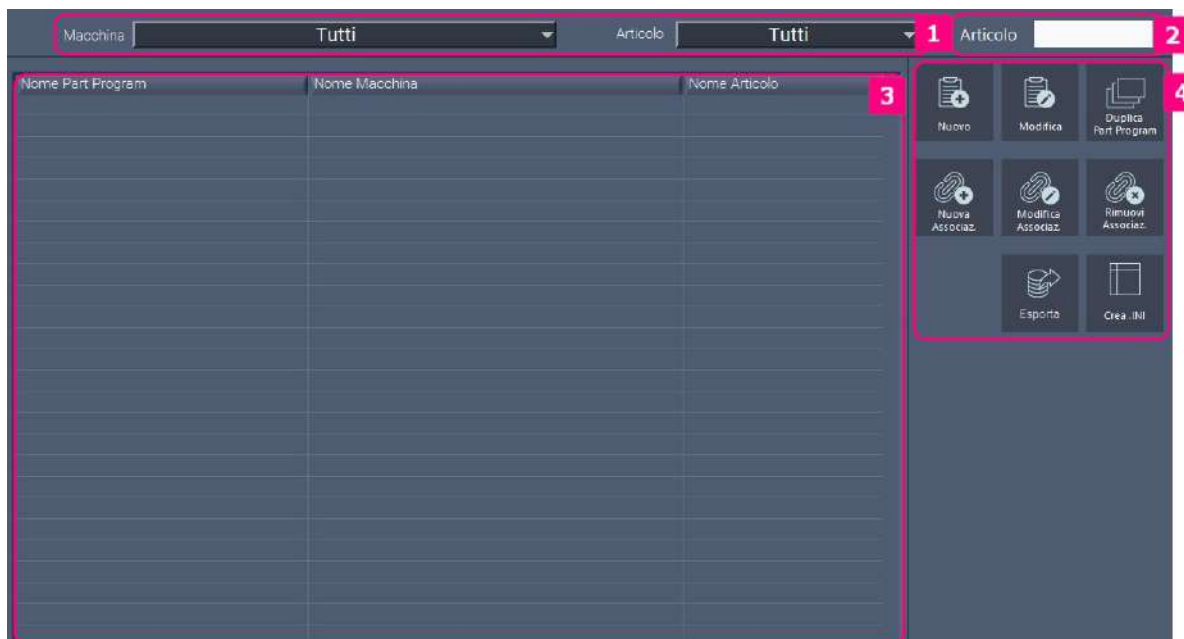 Macchina Tutti Articolo Tutti 1 Articolo 2
Nome Part Program Nome Macchina Nome Articolo 3
4
Nuovo Modifica Duplica
Part Program
Nuova Modifica Rimuovi
Associaz. Associaz. Associaz.
Esporta Crea .INI